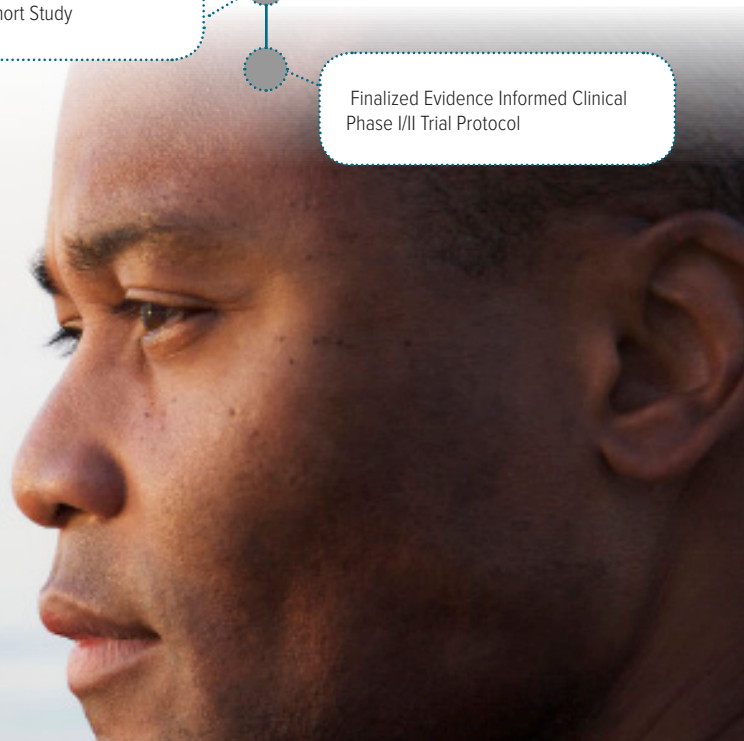 hort Study
Finalized Evidence Informed Clinical
Phase I/II Trial Protocol